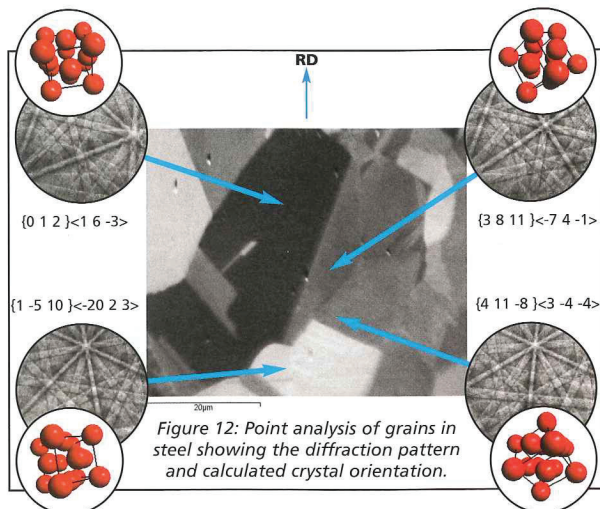 RD
{0 1 2}<1 6 -3>
{3 8 11}<-7 4 -1>
{1 -5 10}<-20 2 3>
{4 11 -8}<3 -4 -4>
20µm
Figure 12: Point analysis of grains in
steel showing the diffraction pattern
and calculated crystal orientation.